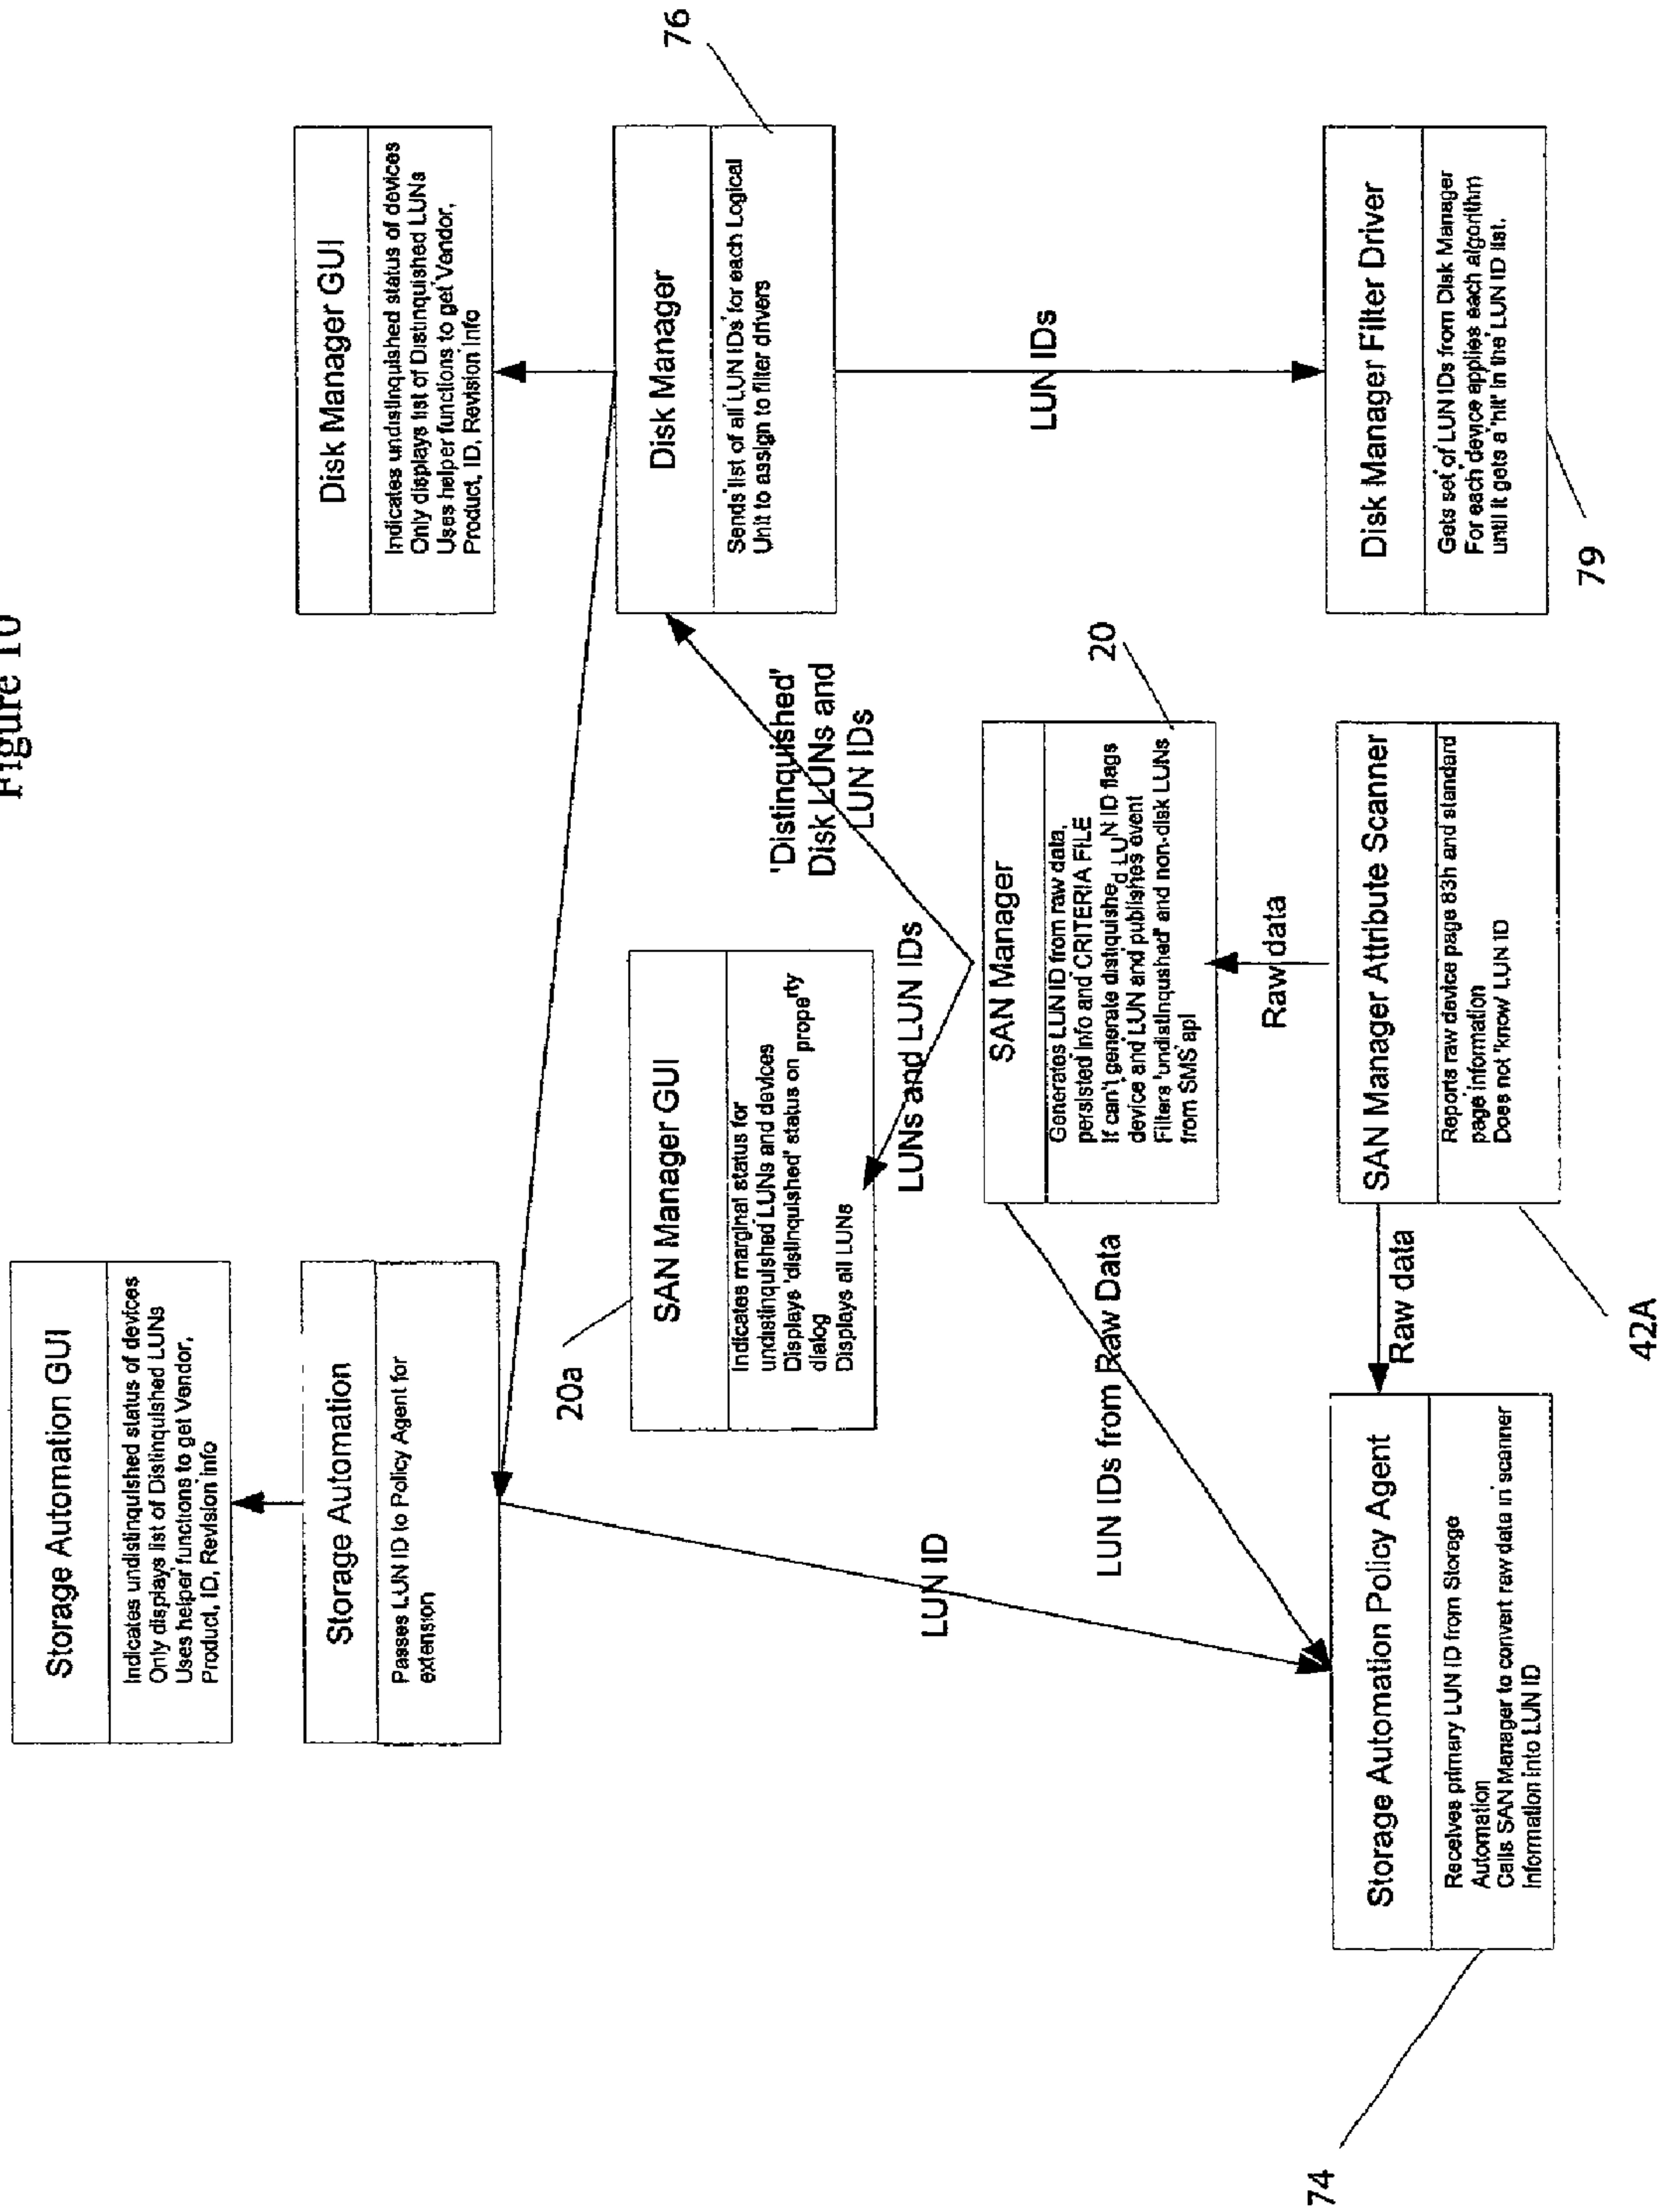 Figure 10
Storage Automation GUI
Indicates undistinquished status of devices
Only displays list of Distinquished LUNs
Uses helper functions to get Vendor,
Product, ID, Revision info
Storage Automation
Passes LUN ID to Policy Agent for
extension
Disk Manager GUI
Indicates undistinquished status of devices
Only displays list of Distinquished LUNs
Uses helper functions to get Vendor,
Product, ID, Revision Info
76
Disk Manager
Sends list of all LUN IDs for each Logical
Unit to assign to filter drivers
20a
SAN Manager GUI
Indicates marginal status for
undistinquished LUNs and devices
Displays 'distinquished' status on property
dialog
Displays all LUNs
'Distinquished'
Disk LUNs and
LUN IDs
LUNs and LUN IDs
LUN ID
LUN IDs
LUN IDs from Raw Data
20
SAN Manager
Generates LUN ID from raw data,
persisted info and CRITERIA FILE
If can't generate distiquished LUN ID flags
device and LUN and publishes event
Filters 'undistinquished' and non-disk LUNs
from SMS api
Raw data
Storage Automation Policy Agent
Receives primary LUN ID from Storage
Automation
Calls SAN Manager to convert raw data in scanner
Information into LUN ID
74
Raw data
SAN Manager Attribute Scanner
Reports raw device page 83h and standard
page information
Does not 'know' LUN ID
42A
Disk Manager Filter Driver
Gets set of LUN IDs from Disk Manager
For each device applies each algorithm
until it gets a 'hit' in the LUN ID list.
79